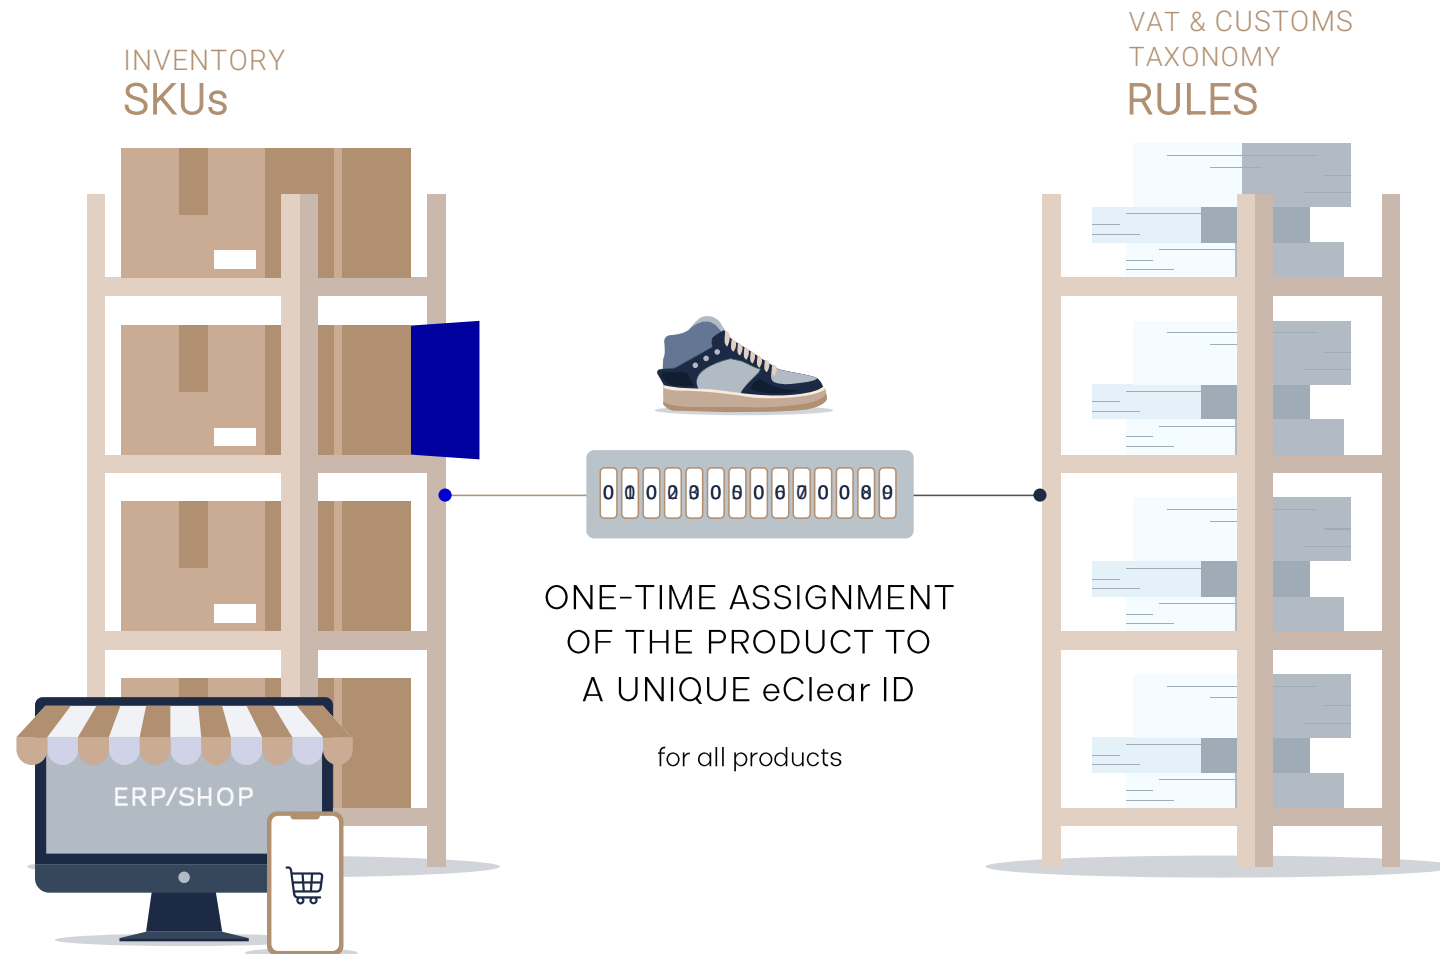 INVENTORY
SKUs
VAT & CUSTOMS
TAXONOMY
RULES
ONE-TIME ASSIGNMENT
OF THE PRODUCT TO
A UNIQUE eClear ID
for all products
ERP/SHOP